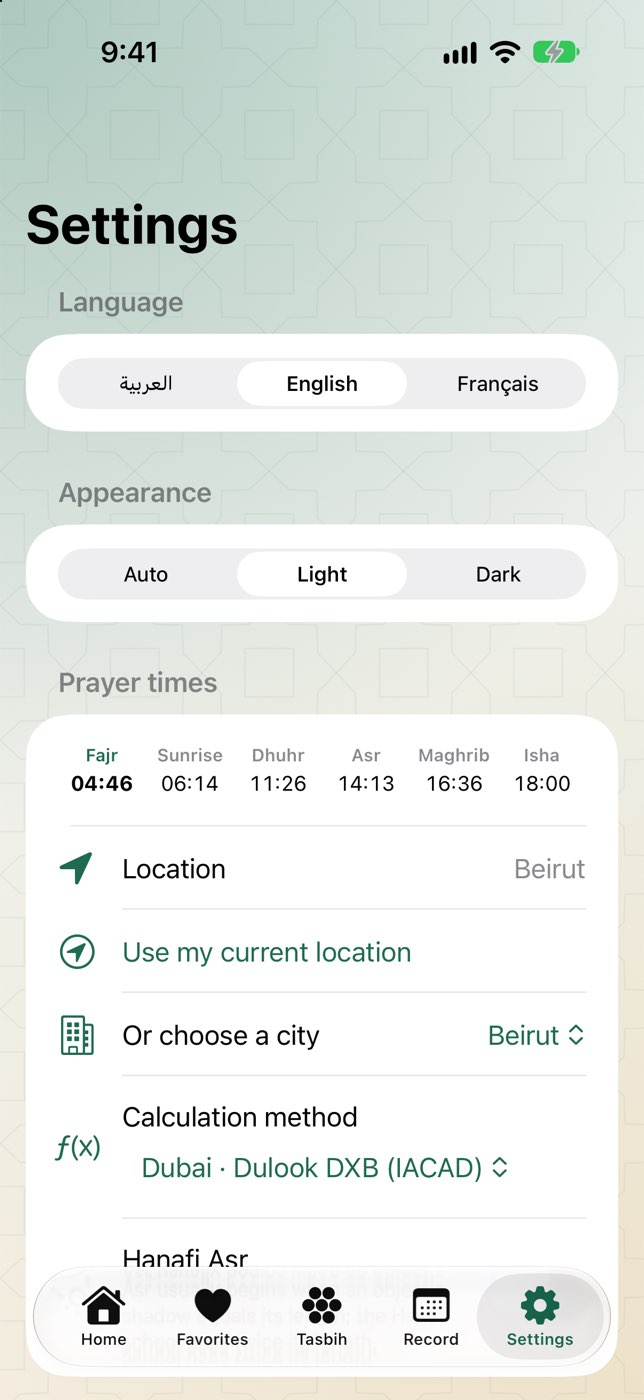 9:41
Settings
Language
العربية English Français
Appearance
Auto Light Dark
Prayer times
Fajr Sunrise Dhuhr Asr Maghrib Isha
04:46 06:14 11:26 14:13 16:36 18:00
Location Beirut
Use my current location
Or choose a city Beirut
Calculation method
f(x)
Dubai · Dulook DXB (IACAD)
Hanafi Asr
Home Favorites Tasbih Record Settings